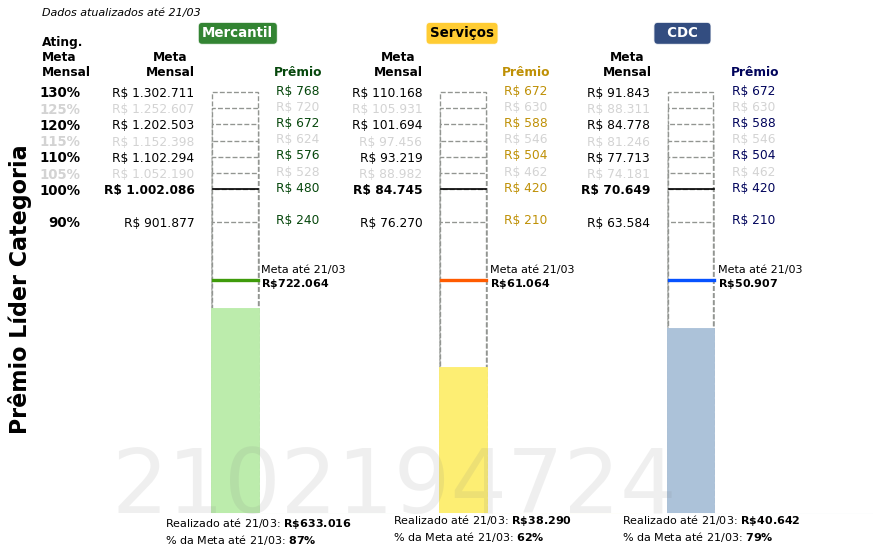 Dados atualizados até 21/03
Mercantil Serviços CDC
Ating. Meta Mensal
Meta Mensal Prêmio Meta Mensal Prêmio Meta Mensal Prêmio
130% R$ 1.302.711 R$ 768 R$ 110.168 R$ 672 R$ 91.843 R$ 672
125% R$ 1.252.607 R$ 720 R$ 105.931 R$ 630 R$ 88.311 R$ 630
120% R$ 1.202.503 R$ 672 R$ 101.694 R$ 588 R$ 84.778 R$ 588
115% R$ 1.152.398 R$ 624 R$ 97.456 R$ 546 R$ 81.246 R$ 546
110% R$ 1.102.294 R$ 576 R$ 93.219 R$ 504 R$ 77.713 R$ 504
105% R$ 1.052.190 R$ 528 R$ 88.982 R$ 462 R$ 74.181 R$ 462
100% R$ 1.002.086 R$ 480 R$ 84.745 R$ 420 R$ 70.649 R$ 420
90% R$ 901.877 R$ 240 R$ 76.270 R$ 210 R$ 63.584 R$ 210
Meta até 21/03 Meta até 21/03 Meta até 21/03
R$722.064 R$61.064 R$50.907
Prêmio Líder Categoria
2102194724
Realizado até 21/03: R$633.016 Realizado até 21/03: R$38.290 Realizado até 21/03: R$40.642
% da Meta até 21/03: 87% % da Meta até 21/03: 62% % da Meta até 21/03: 79%